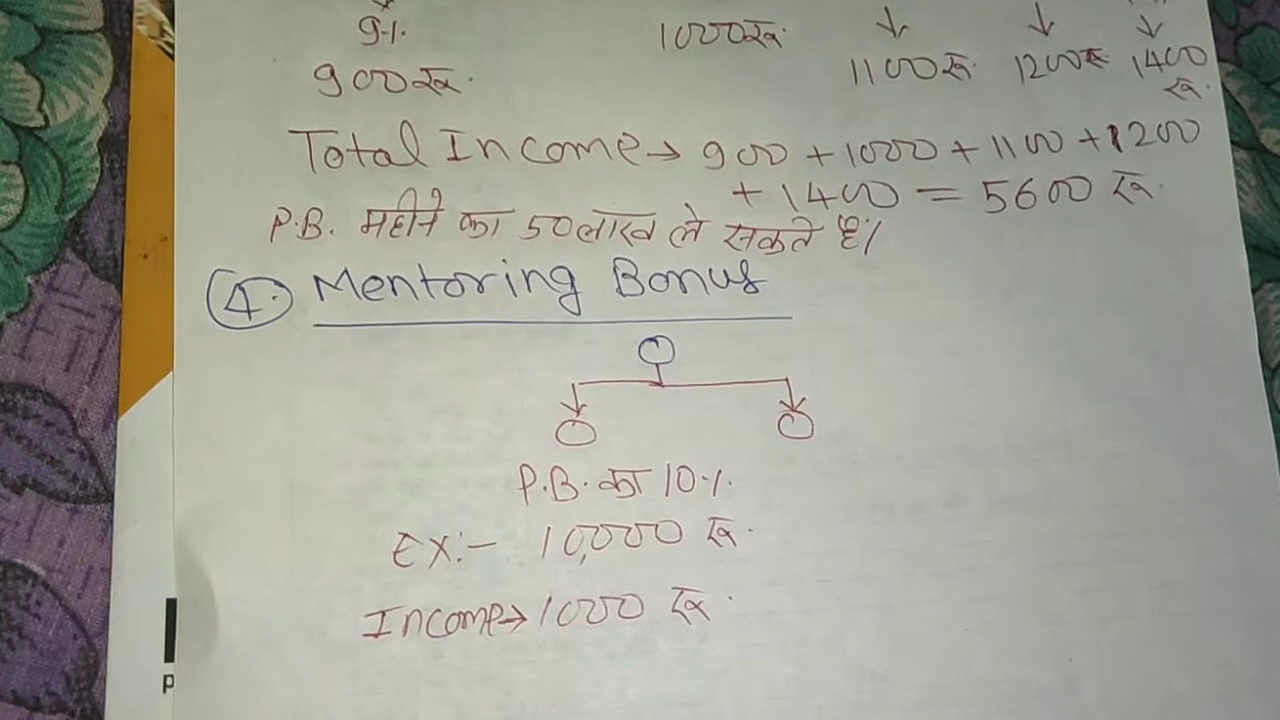 9%
1000रू.
900रू.
1100रू.
1200रू
1400
रू.
Total Income→ 900 + 1000 + 1100 + 1200
+ 1400 = 5600 रू.
P.B. महीने का 50लाख ले सकते है।
4. Mentoring Bonus
P.B. का 10%.
EX:- 10,000 रू.
Income→ 1000 रू.
P